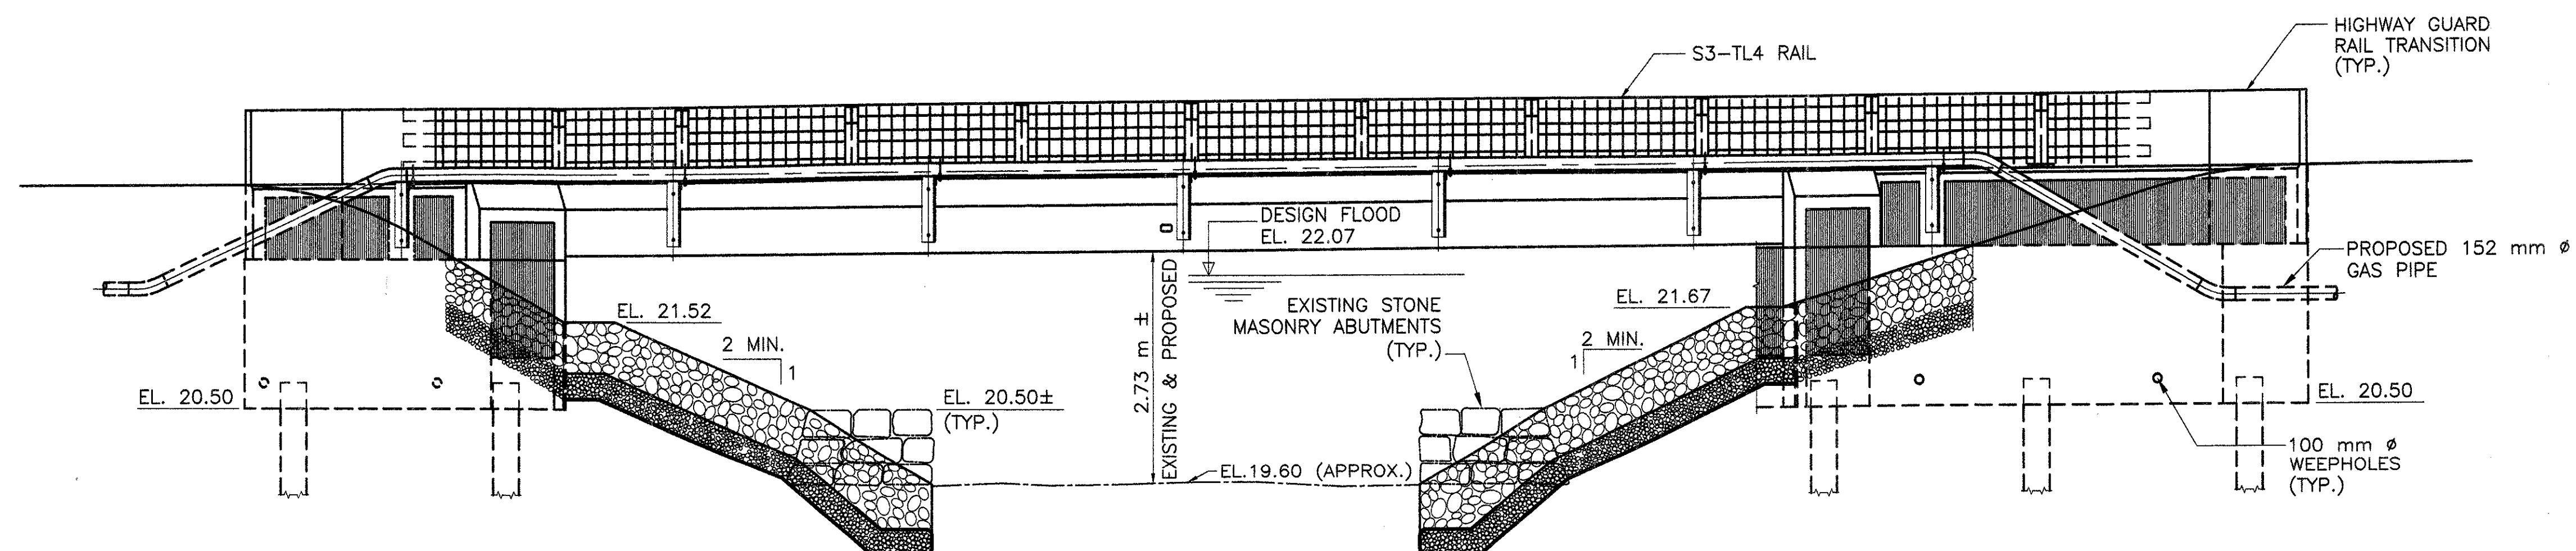 HIGHWAY GUARD
RAIL TRANSITION
(TYP.)
S3-TL4 RAIL
DESIGN FLOOD
EL. 22.07
PROPOSED 152 mm ø
GAS PIPE
EL. 21.52
2 MIN.
1
EXISTING STONE
MASONRY ABUTMENTS
(TYP.)
EL. 21.67
2 MIN.
1
2.73 m ±
EXISTING & PROPOSED
EL. 20.50
EL. 20.50±
(TYP.)
EL. 20.50
EL.19.60 (APPROX.)
100 mm ø
WEEPHOLES
(TYP.)